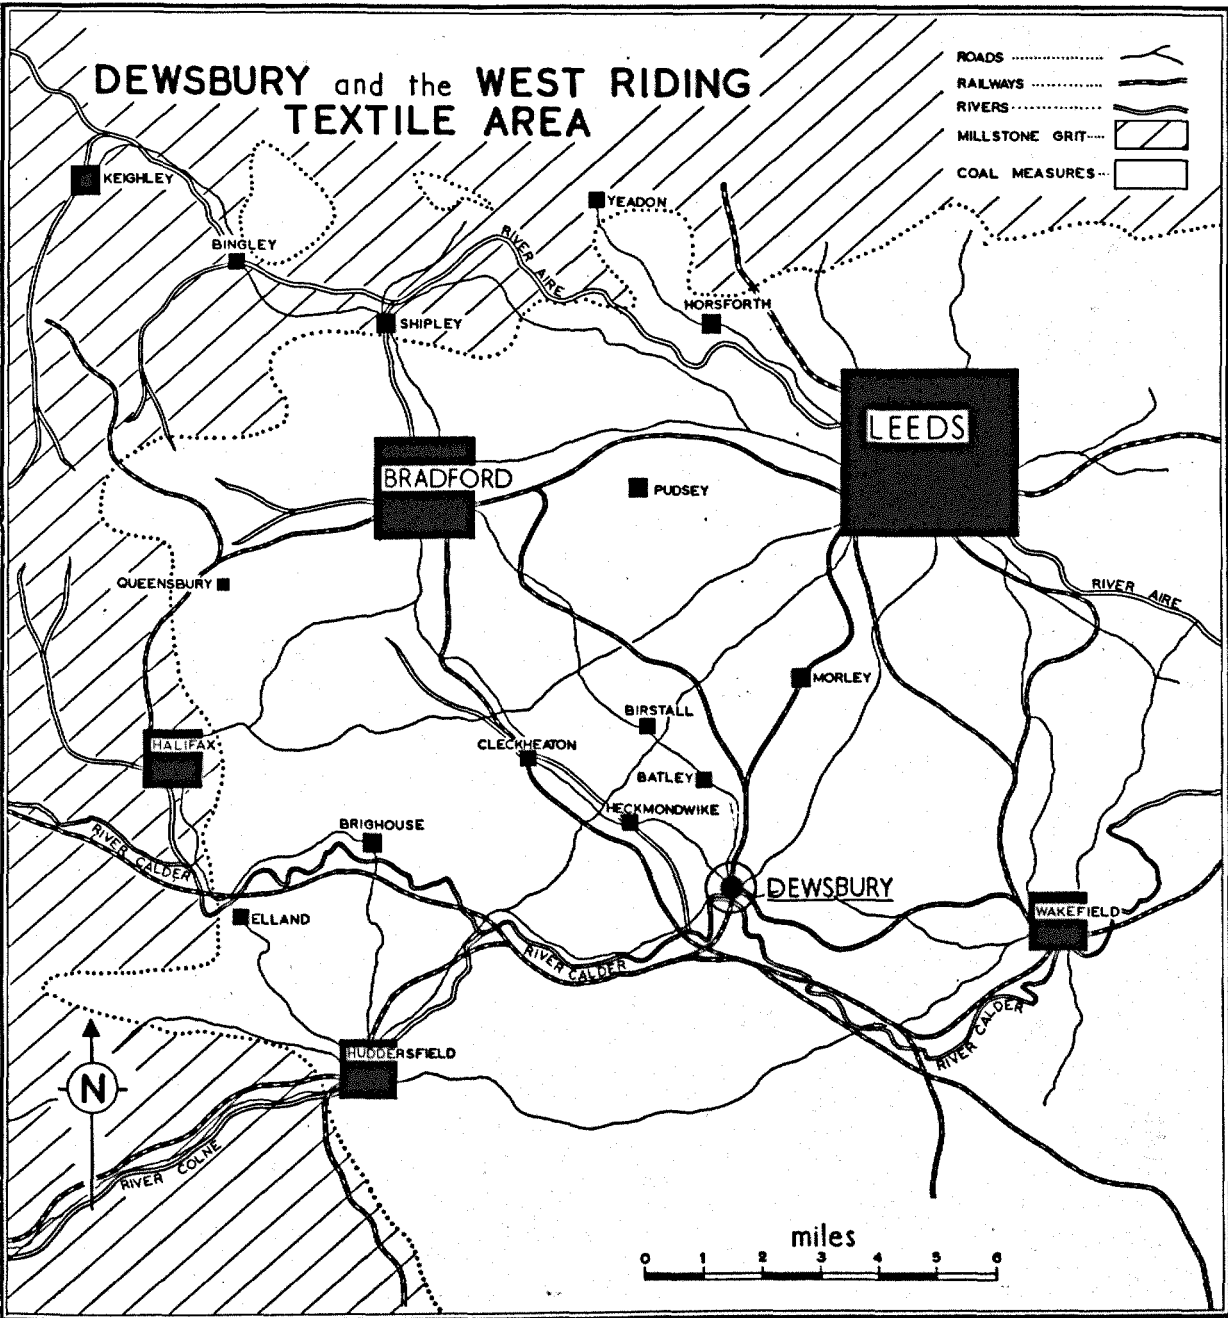 DEWSBURY and the WEST RIDING
TEXTILE AREA
ROADS
RAILWAYS
RIVERS
MILLSTONE GRIT
COAL MEASURES
KEIGHLEY
YEADON
BINGLEY
RIVER AIRE
HORSFORTH
SHIPLEY
LEEDS
BRADFORD
PUDSEY
QUEENSBURY
RIVER AIRE
MORLEY
BIRSTALL
HALIFAX
CLECKHEATON
BATLEY
HECKMONDWIKE
BRIGHOUSE
RIVER CALDER
DEWSBURY
WAKEFIELD
ELLAND
RIVER CALDER
RIVER CALDER
HUDDERSFIELD
N
RIVER COLNE
miles
0 1 2 3 4 5 6